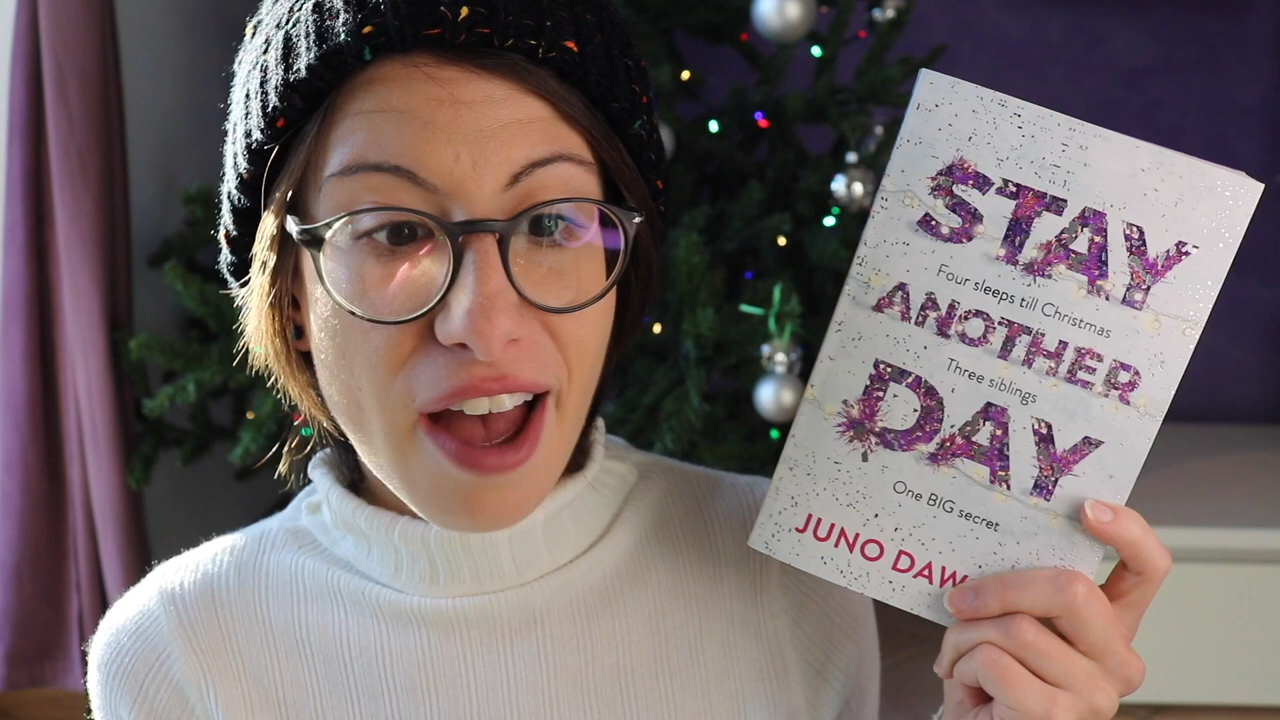 STAY
Four sleeps till Christmas
ANOTHER
Three siblings
DAY
One BIG secret
JUNO DAW